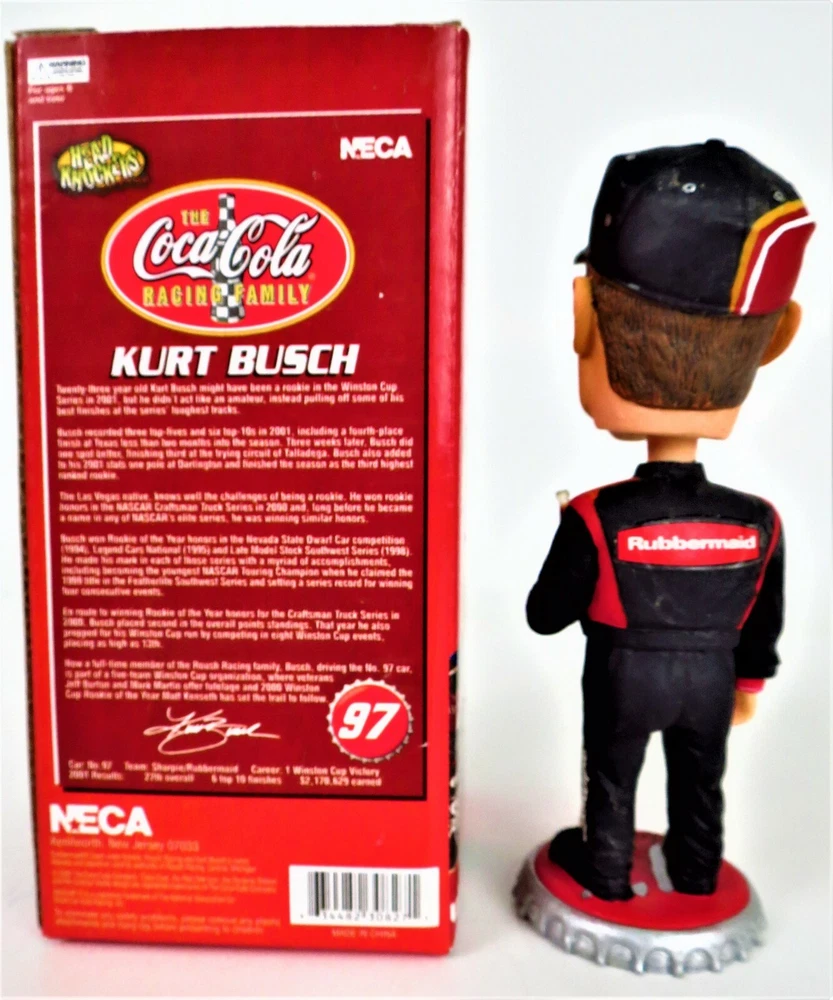 WARNING
For ages 8
and up
HEAD
KNOCKERS
NECA
THE
Coca-Cola
RACING FAMILY
KURT BUSCH
Twenty-three year old Kurt Busch might have been a rookie in the Winston Cup
Series in 2001, but he didn't act like an amateur, instead pulling off some of his
best finishes at the series' toughest tracks.
Busch recorded three top-fives and six top-10s in 2001, including a fourth-place
finish at Texas less than two months into the season. Three weeks later, Busch did
one spot better, finishing third at the trying circuit of Talladega. Busch also added
to his 2001 stats one pole at Darlington and finished the season as the third highest
ranked rookie.
The Las Vegas native, knows well the challenges of being a rookie. He won rookie
honors in the NASCAR Craftsman Truck Series in 2000 and, long before he became
a name in any of NASCAR's elite series, he was winning similar honors.
Busch won Rookie of the Year honors in the Nevada State Dwarf Car competition
(1994), Legend Cars National (1995) and Late Model Stock Southwest Series (1998).
He made his mark in each of those series with a myriad of accomplishments,
including becoming the youngest NASCAR Touring Champion when he claimed the
1999 title in the Featherlite Southwest Series and setting a series record for winning
four consecutive events.
En route to winning Rookie of the Year honors for the Craftsman Truck Series in
2000, Busch placed second in the overall points standings. That year he also
prepped for his Winston Cup run by competing in eight Winston Cup events,
placing as high as 13th.
Now a full-time member of the Roush Racing family, Busch, driving the No. 97 car,
is part of a five-team Winston Cup organization, where veterans
Jeff Burton and Mark Martin offer tutelage and 2000 Winston
Cup Rookie of the Year Matt Kenseth has set the trail to follow.
Kurt Busch
97
Car: No. 97 Team: Sharpie/Rubbermaid Career: 1 Winston Cup Victory
2001 Results: 27th overall 6 top 10 finishes $2,170,629 earned
NECA
Kenilworth, New Jersey 07033
MADE IN CHINA
Rubbermaid